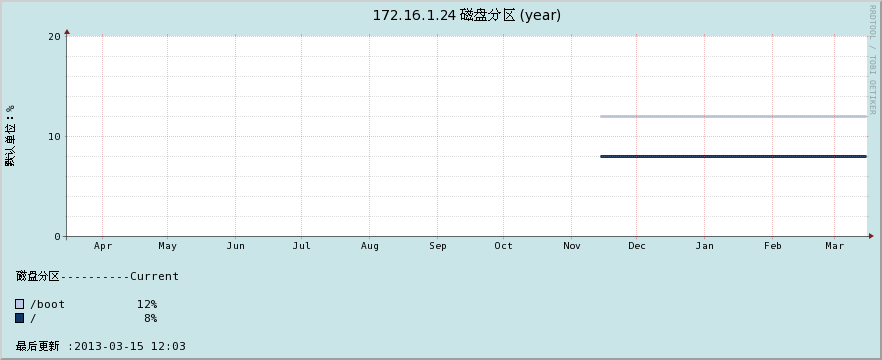 172.16.1.24 磁盘分区 (year)
RRDTOOL / TOBI OETIKER
默认单位：%
20
10
0
Apr May Jun Jul Aug Sep Oct Nov Dec Jan Feb Mar
磁盘分区----------Current
/boot 12%
/ 8%
最后更新 :2013-03-15 12:03